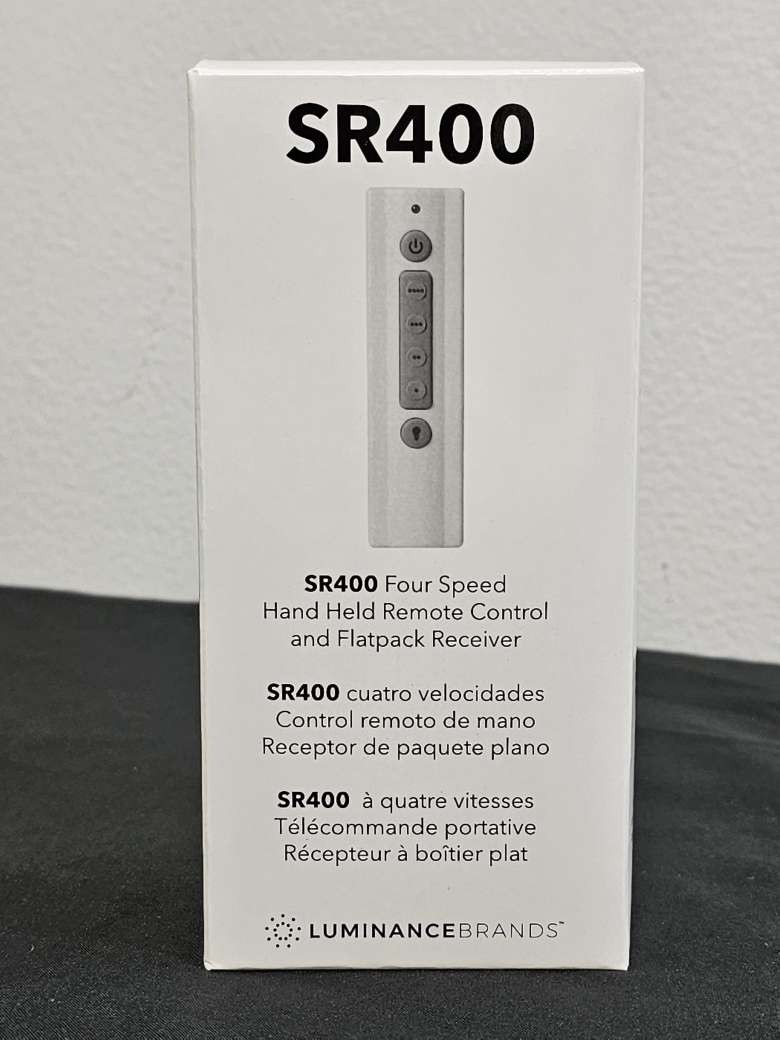 SR400
SR400 Four Speed
Hand Held Remote Control
and Flatpack Receiver
SR400 cuatro velocidades
Control remoto de mano
Receptor de paquete plano
SR400 à quatre vitesses
Télécommande portative
Récepteur à boîtier plat
LUMINANCEBRANDS™